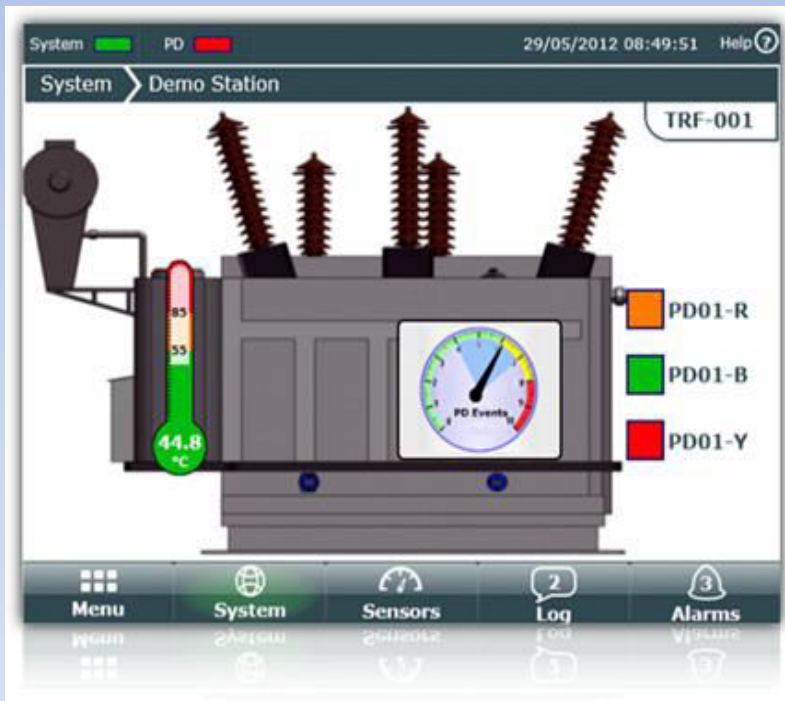 System PD 29/05/2012 08:49:51 Help ?
System Demo Station
TRF-001
85
55
44.8
°C
PD Events
PD01-R
PD01-B
PD01-Y
Menu System Sensors 2 Log 3 Alarms